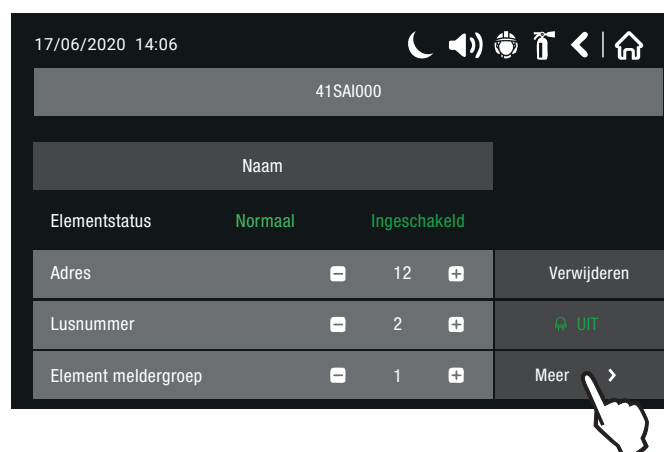 17/06/2020 14:06
41SAI000
Naam
Elementstatus Normaal Ingeschakeld
Adres 12 Verwijderen
Lusnummer 2 UIT
Element meldergroep 1 Meer